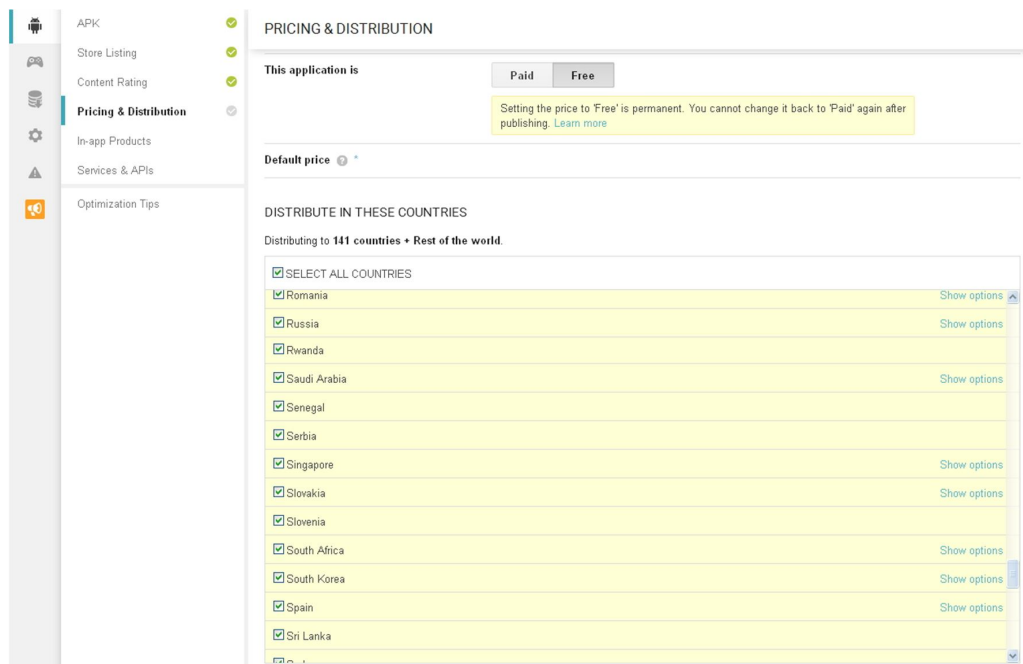 APK
Store Listing
Content Rating
Pricing & Distribution
In-app Products
Services & APIs
Optimization Tips
PRICING & DISTRIBUTION
This application is
Paid
Free
Setting the price to 'Free' is permanent. You cannot change it back to 'Paid' again after
publishing. Learn more
Default price ? *
DISTRIBUTE IN THESE COUNTRIES
Distributing to 141 countries + Rest of the world.
SELECT ALL COUNTRIES
Romania Show options
Russia Show options
Rwanda
Saudi Arabia Show options
Senegal
Serbia
Singapore Show options
Slovakia Show options
Slovenia
South Africa Show options
South Korea Show options
Spain Show options
Sri Lanka